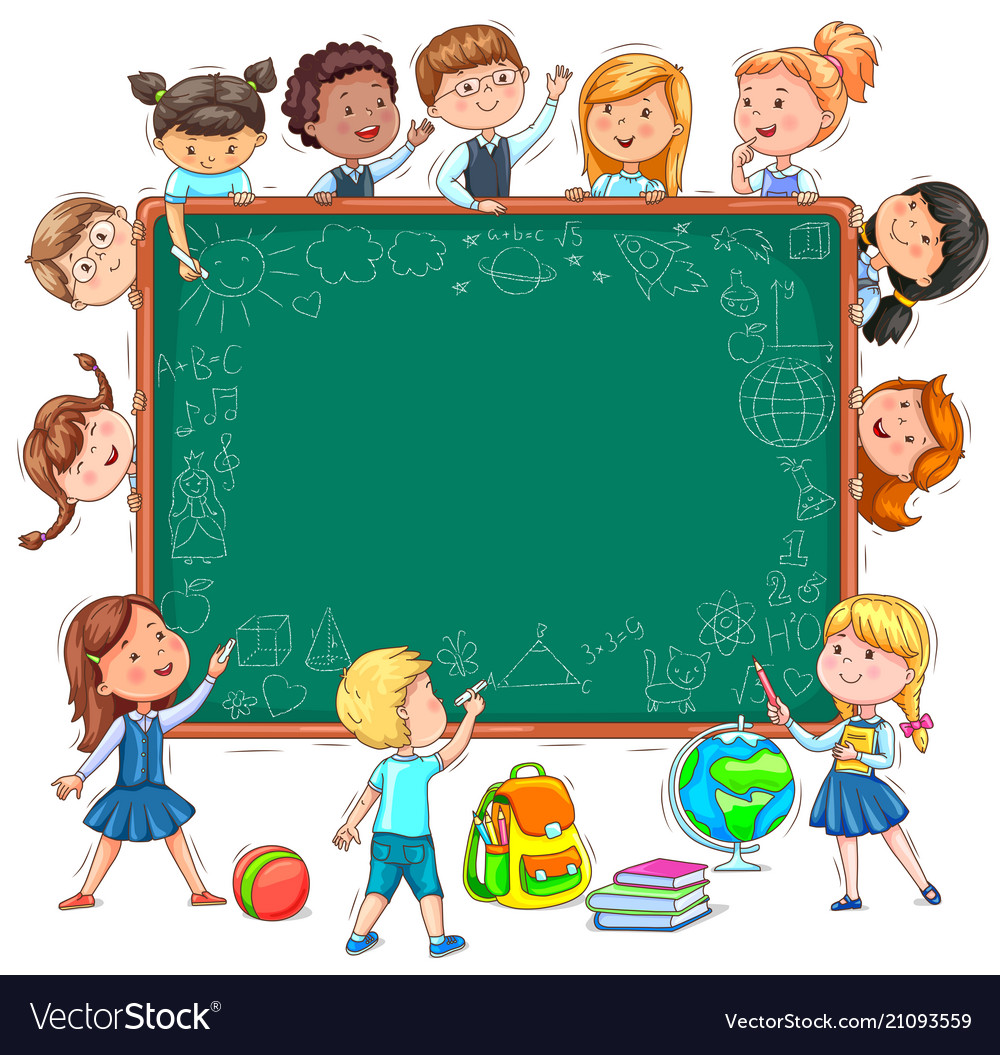 a+b=c √5
y
x
A+B=C
1
2 3
H²O
3×3=9
A C
√5
VectorStock®
VectorStock.com/21093559